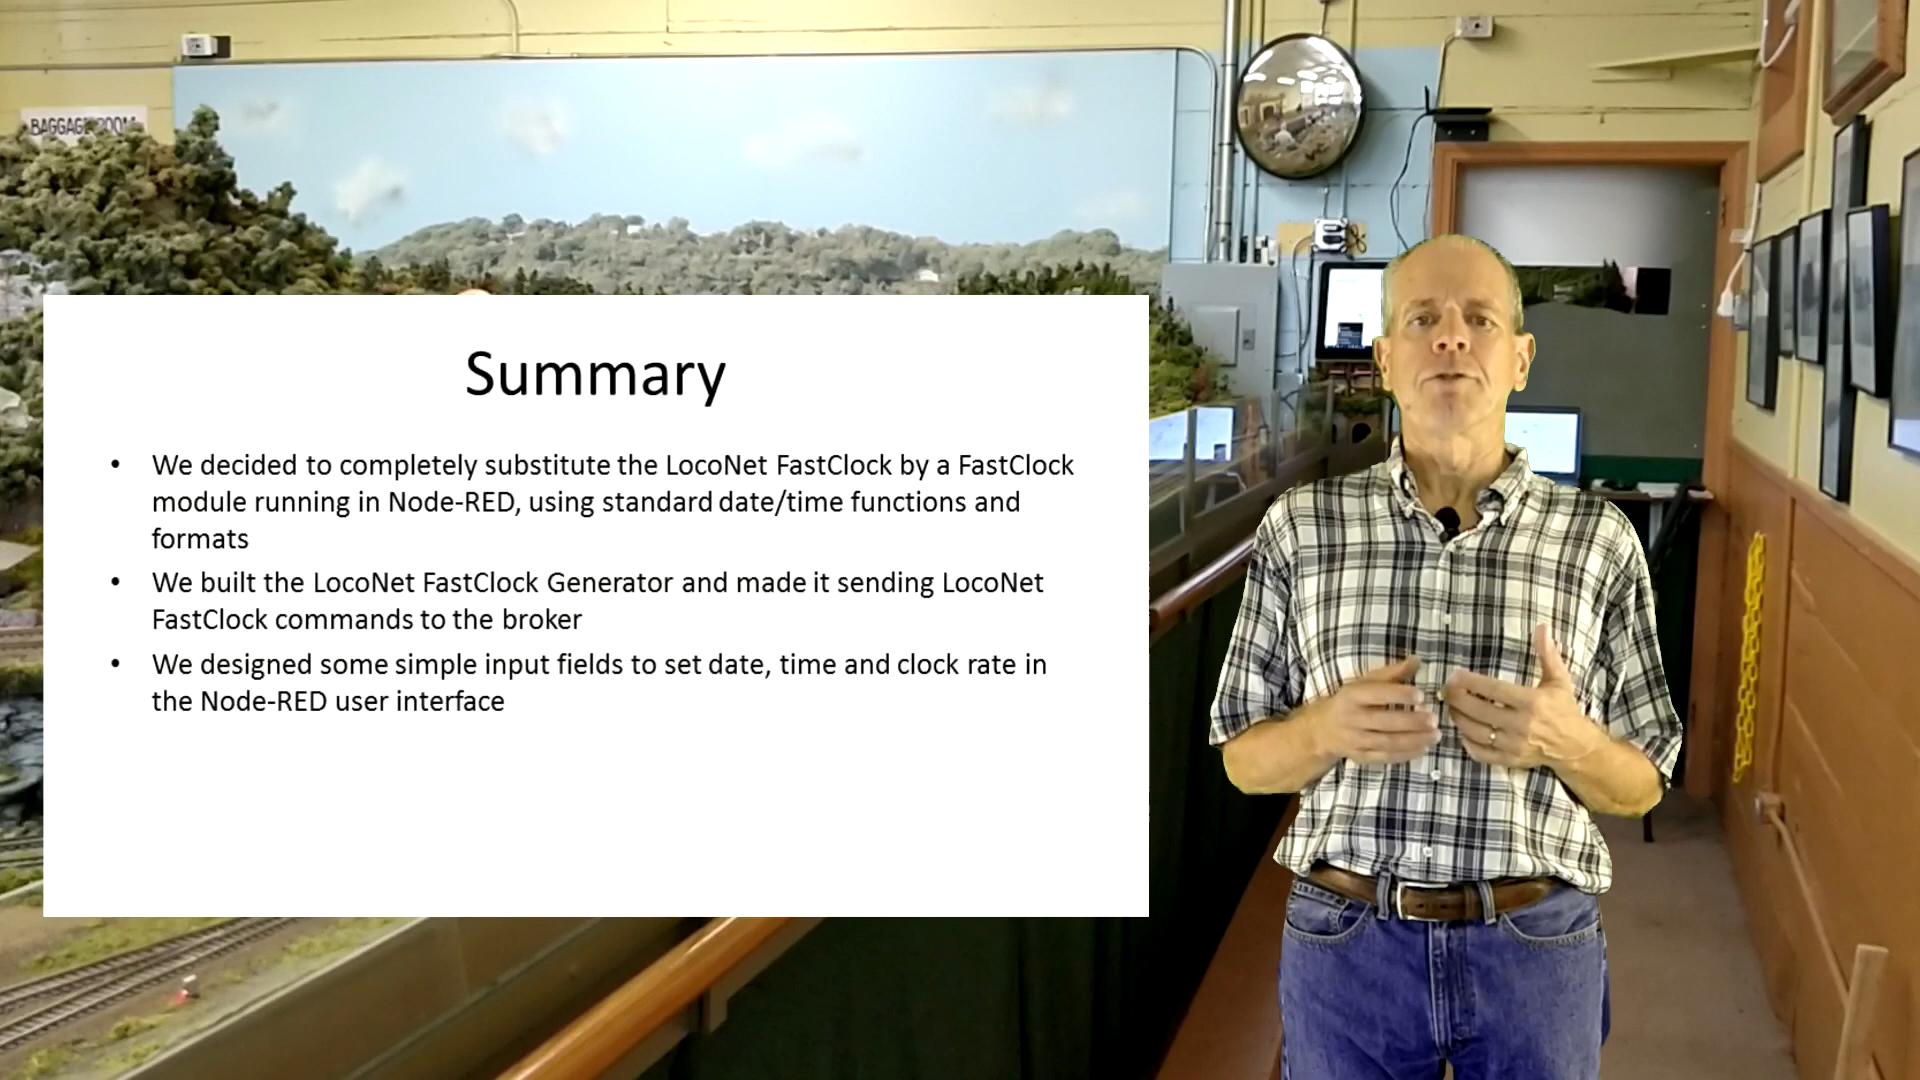 BAGGAGE ROOM
Summary
• We decided to completely substitute the LocoNet FastClock by a FastClock
module running in Node-RED, using standard date/time functions and
formats
• We built the LocoNet FastClock Generator and made it sending LocoNet
FastClock commands to the broker
• We designed some simple input fields to set date, time and clock rate in
the Node-RED user interface